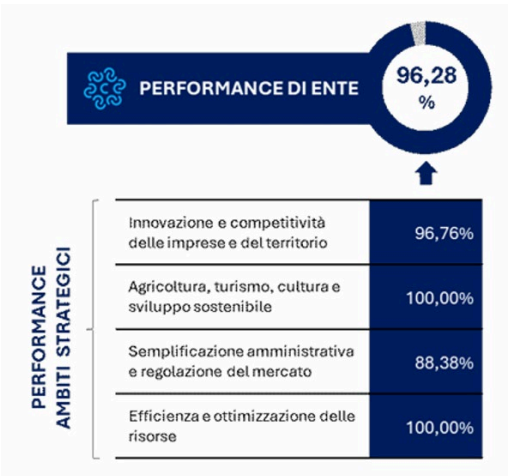 PERFORMANCE DI ENTE
96,28
%
PERFORMANCE
AMBITI STRATEGICI
Innovazione e competitività
delle imprese e del territorio
96,76%
Agricoltura, turismo, cultura e
sviluppo sostenibile
100,00%
Semplificazione amministrativa
e regolazione del mercato
88,38%
Efficienza e ottimizzazione delle
risorse
100,00%